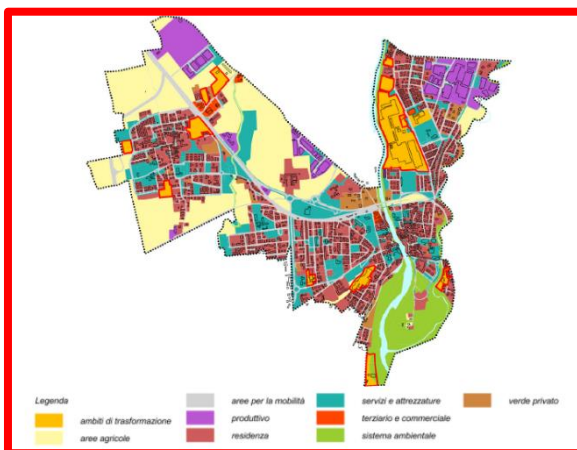 Legenda
ambiti di trasformazione
aree agricole
aree per la mobilità
produttivo
residenza
servizi e attrezzature
terziario e commerciale
sistema ambientale
verde privato